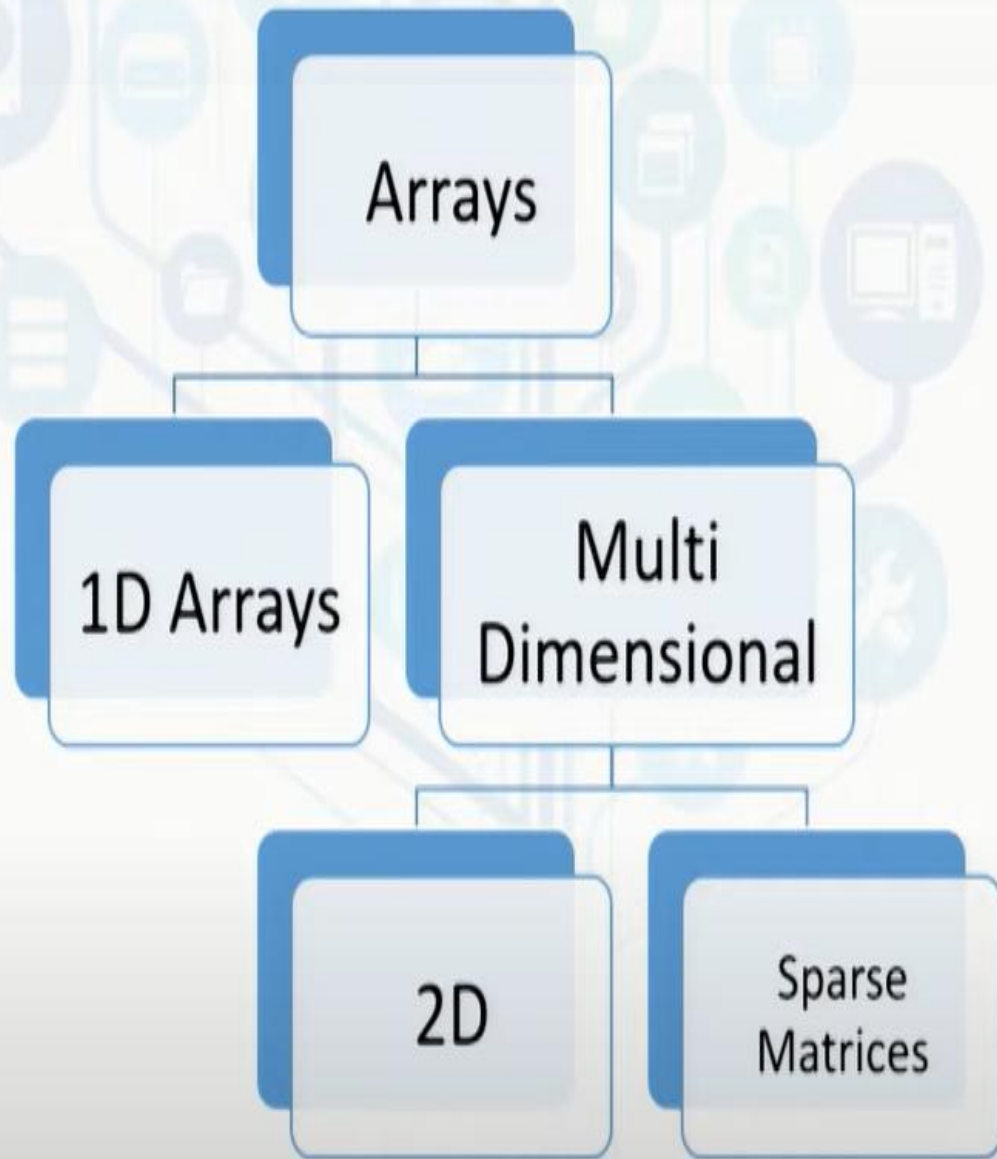 Arrays
1D Arrays
Multi
Dimensional
2D
Sparse
Matrices